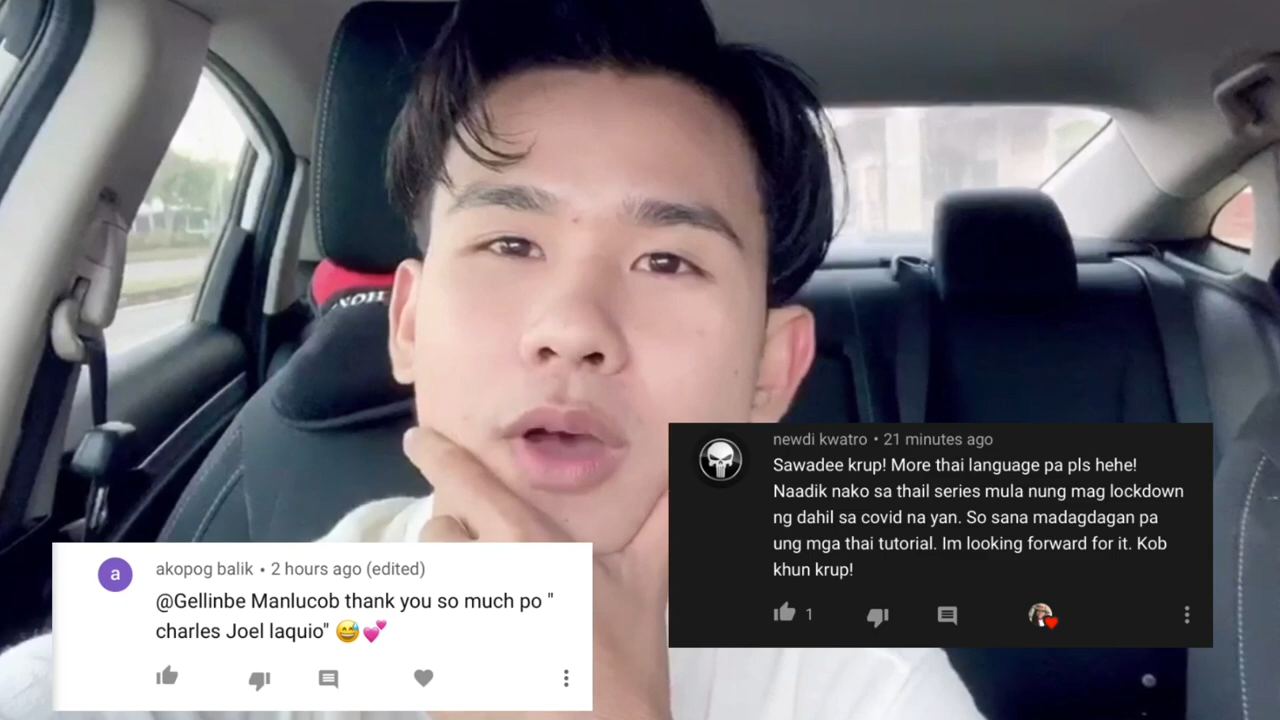 akopog balik • 2 hours ago (edited)
@Gellinbe Manlucob thank you so much po "
charles Joel laquio" 😅💕
newdi kwatro • 21 minutes ago
Sawadee krup! More thai language pa pls hehe!
Naadik nako sa thail series mula nung mag lockdown
ng dahil sa covid na yan. So sana madagdagan pa
ung mga thai tutorial. Im looking forward for it. Kob
khun krup!
1
a